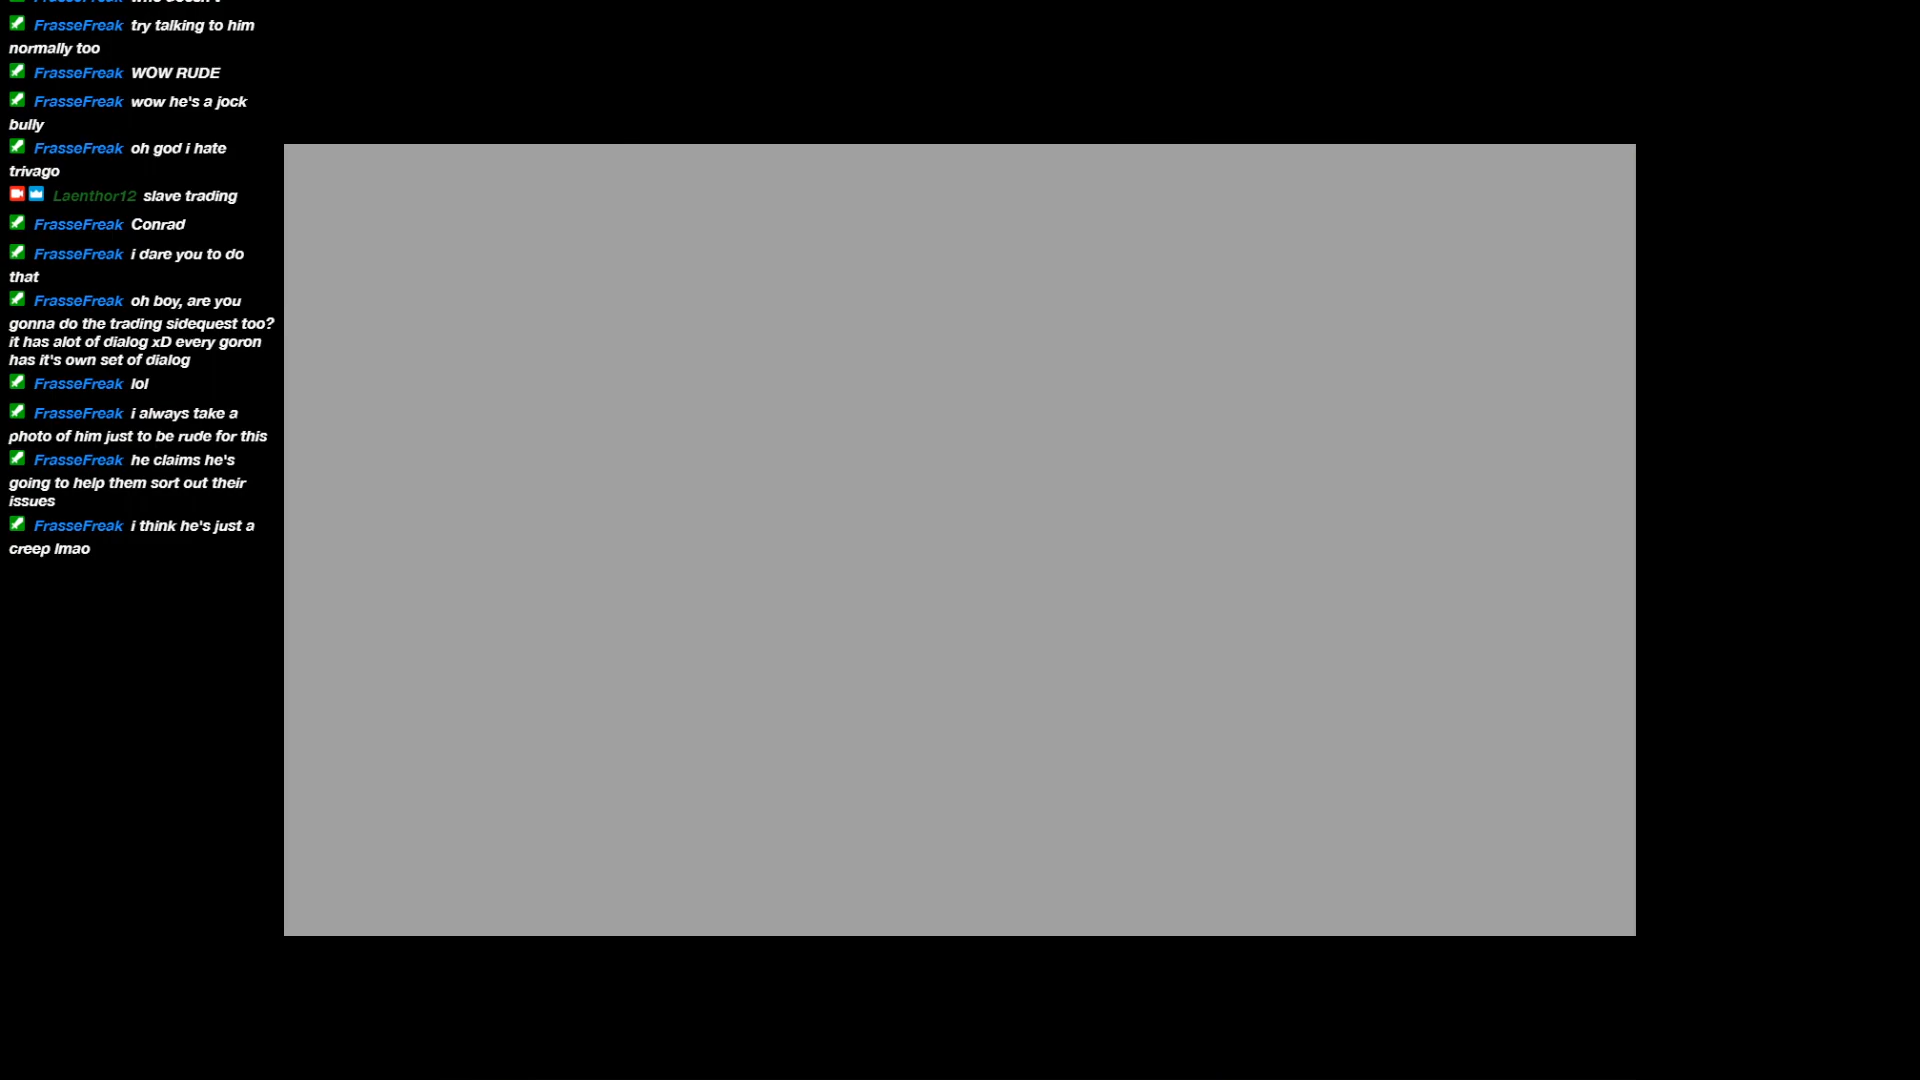 FrasseFreak try talking to him
normally too
FrasseFreak WOW RUDE
FrasseFreak wow he's a jock
bully
FrasseFreak oh god i hate
trivago
Laenthor12 slave trading
FrasseFreak Conrad
FrasseFreak i dare you to do
that
FrasseFreak oh boy, are you
gonna do the trading sidequest too?
it has alot of dialog xD every goron
has it's own set of dialog
FrasseFreak lol
FrasseFreak i always take a
photo of him just to be rude for this
FrasseFreak he claims he's
going to help them sort out their
issues
FrasseFreak i think he's just a
creep lmao